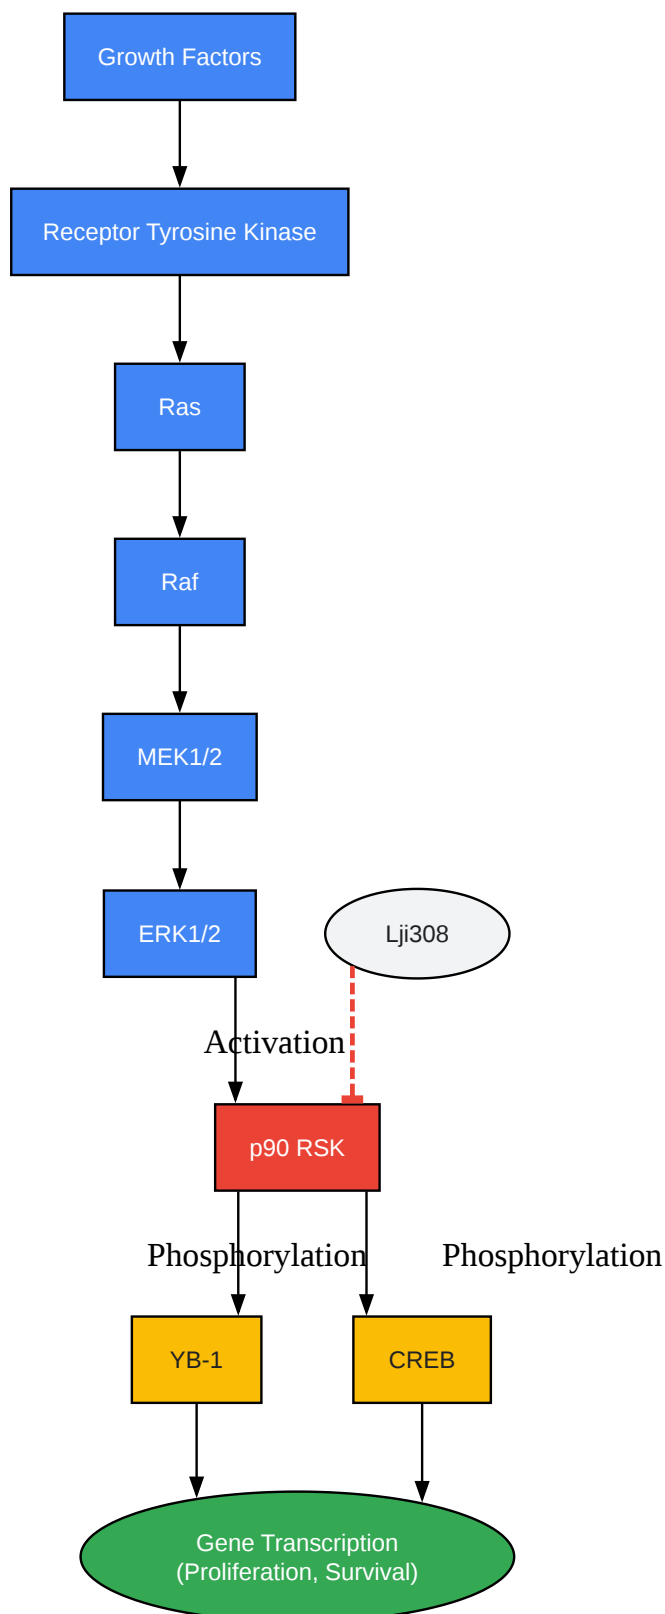 Growth Factors
Receptor Tyrosine Kinase
Ras
Raf
MEK1/2
ERK1/2
Lji308
Activation
p90 RSK
Phosphorylation
Phosphorylation
YB-1
CREB
Gene Transcription
(Proliferation, Survival)